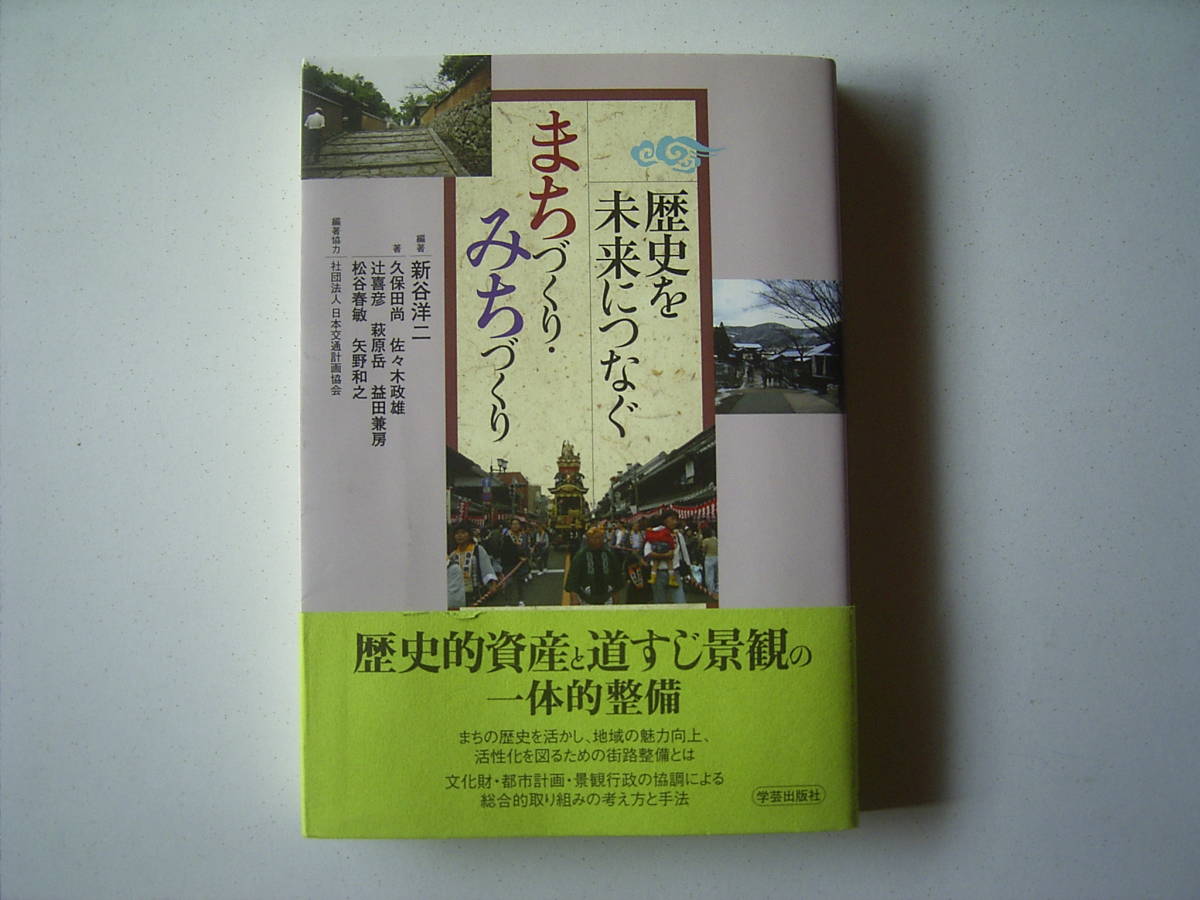 歴史を
未来につなぐ
まちづくり・
みちづくり
編著 新谷洋二
著 久保田尚 佐々木政雄
辻喜彦 萩原岳 益田兼房
松谷春敏 矢野和之
編著協力 社団法人 日本交通計画協会
歴史的資産と道すじ景観の
一体的整備
まちの歴史を活かし、地域の魅力向上、
活性化を図るための街路整備とは
文化財・都市計画・景観行政の協調による
総合的取り組みの考え方と手法
学芸出版社